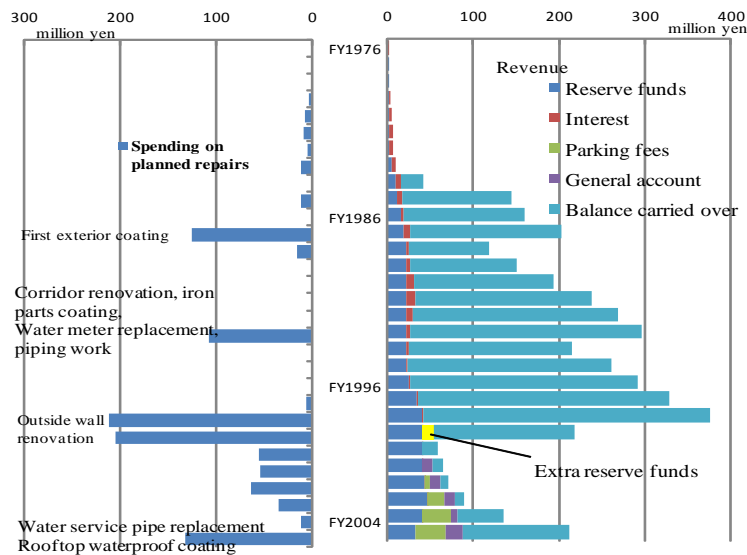 300 200 100 0
million yen
0 100 200 300 400
million yen
FY1976
Revenue
Reserve funds
Interest
Parking fees
General account
Balance carried over
Spending on
planned repairs
FY1986
First exterior coating
Corridor renovation, iron
parts coating,
Water meter replacement,
piping work
FY1996
Outside wall
renovation
Extra reserve funds
FY2004
Water service pipe replacement
Rooftop waterproof coating